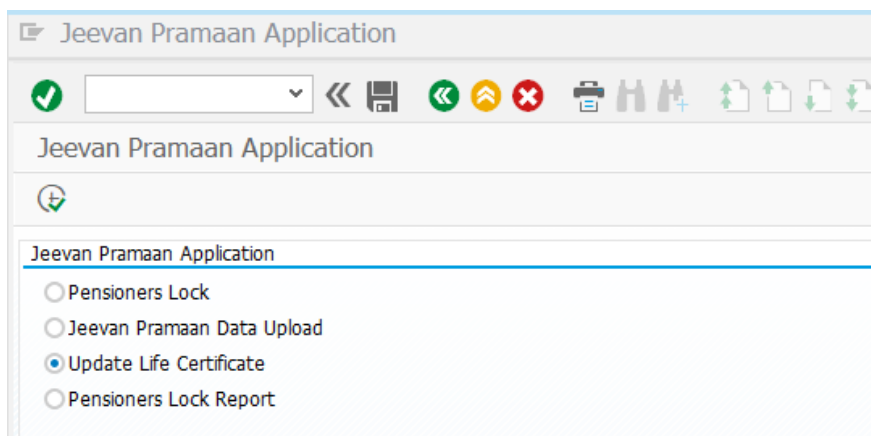 Jeevan Pramaan Application
Jeevan Pramaan Application
Jeevan Pramaan Application
Pensioners Lock
Jeevan Pramaan Data Upload
Update Life Certificate
Pensioners Lock Report